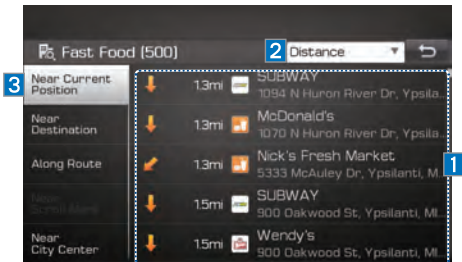 Fast Food (500)
2
Distance
3
Near Current
Position
1.3mi
SUBWAY
1094 N Huron River Dr, Ypsila...
Near
Destination
1.3mi
McDonald's
1070 N Huron River Dr, Ypsila...
Along Route
1.3mi
Nick's Fresh Market
5333 McAuley Dr, Ypsilanti, M...
1
1.5mi
SUBWAY
900 Oakwood St, Ypsilanti, MI...
Near
City Center
1.5mi
Wendy's
900 Oakwood St, Ypsilanti, MI...